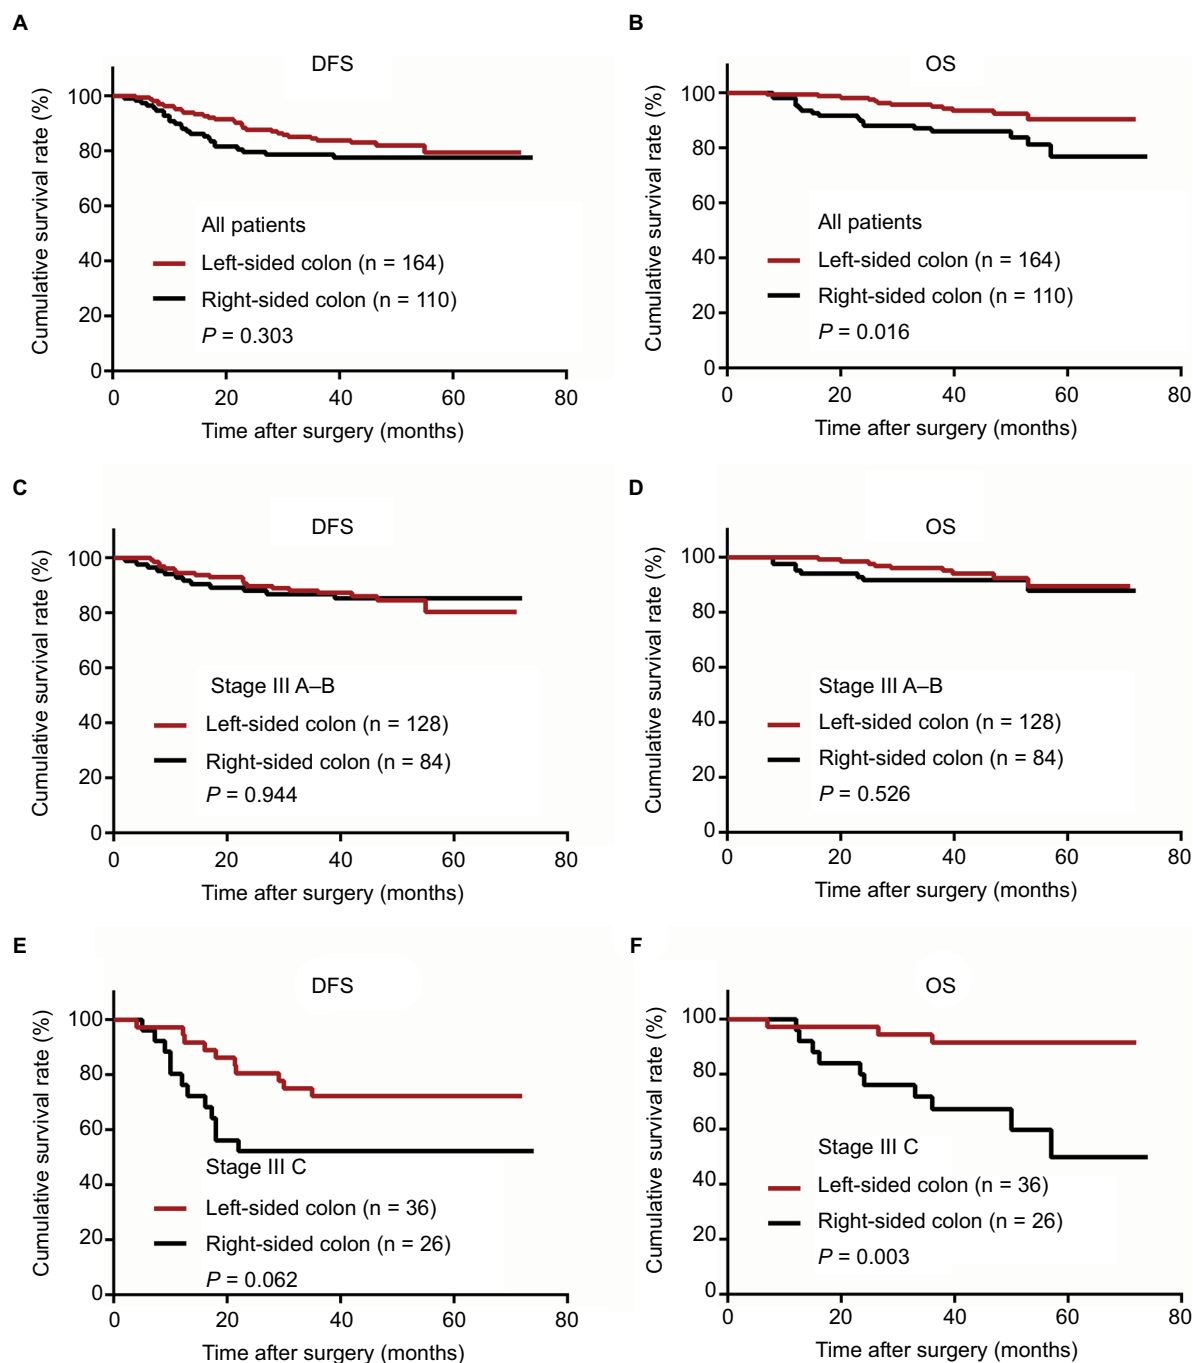 A
DFS
Cumulative survival rate (%)
100
80
60
40
20
0
All patients
Left-sided colon (n = 164)
Right-sided colon (n = 110)
P = 0.303
0 20 40 60 80
Time after surgery (months)
B
OS
Cumulative survival rate (%)
100
80
60
40
20
0
All patients
Left-sided colon (n = 164)
Right-sided colon (n = 110)
P = 0.016
0 20 40 60 80
Time after surgery (months)
C
DFS
Cumulative survival rate (%)
100
80
60
40
20
0
Stage III A–B
Left-sided colon (n = 128)
Right-sided colon (n = 84)
P = 0.944
0 20 40 60 80
Time after surgery (months)
D
OS
Cumulative survival rate (%)
100
80
60
40
20
0
Stage III A–B
Left-sided colon (n = 128)
Right-sided colon (n = 84)
P = 0.526
0 20 40 60 80
Time after surgery (months)
E
DFS
Cumulative survival rate (%)
100
80
60
40
20
0
Stage III C
Left-sided colon (n = 36)
Right-sided colon (n = 26)
P = 0.062
0 20 40 60 80
Time after surgery (months)
F
OS
Cumulative survival rate (%)
100
80
60
40
20
0
Stage III C
Left-sided colon (n = 36)
Right-sided colon (n = 26)
P = 0.003
0 20 40 60 80
Time after surgery (months)